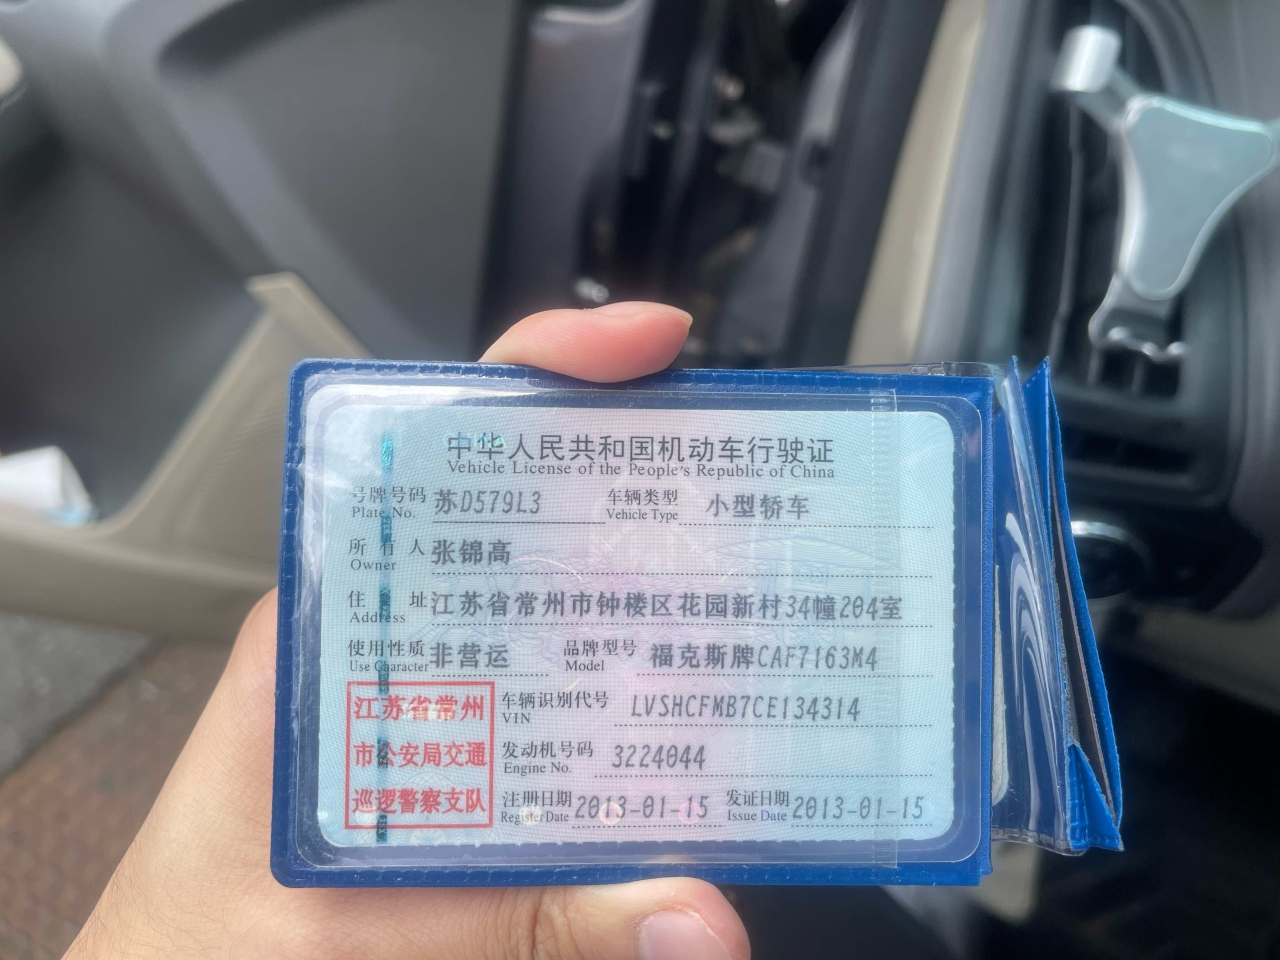 中华人民共和国机动车行驶证
Vehicle License of the People's Republic of China
号牌号码 苏D579L3 车辆类型 小型轿车
Plate No. Vehicle Type
所有人 张锦高
Owner
住址 江苏省常州市钟楼区花园新村34幢204室
Address
使用性质 非营运 品牌型号 福克斯牌CAF7163M4
Use Character Model
江苏省常州
市公安局交通
巡逻警察支队
车辆识别代号 LVSHCFMB7CE134314
VIN
发动机号码 3224044
Engine No.
注册日期 2013-01-15 发证日期 2013-01-15
Register Date Issue Date